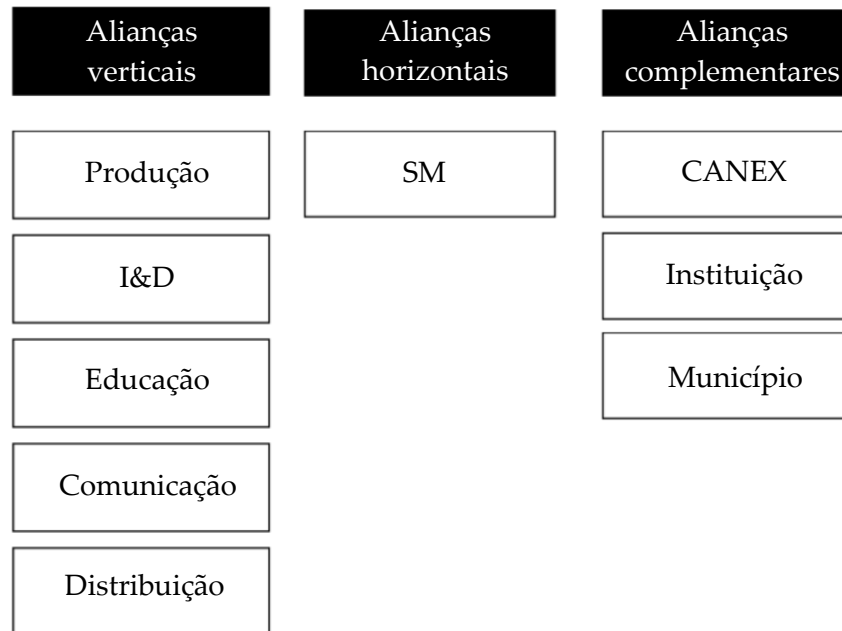 Alianças
verticais
Produção
I&D
Educação
Comunicação
Distribuição
Alianças
horizontais
SM
Alianças
complementares
CANEX
Instituição
Município